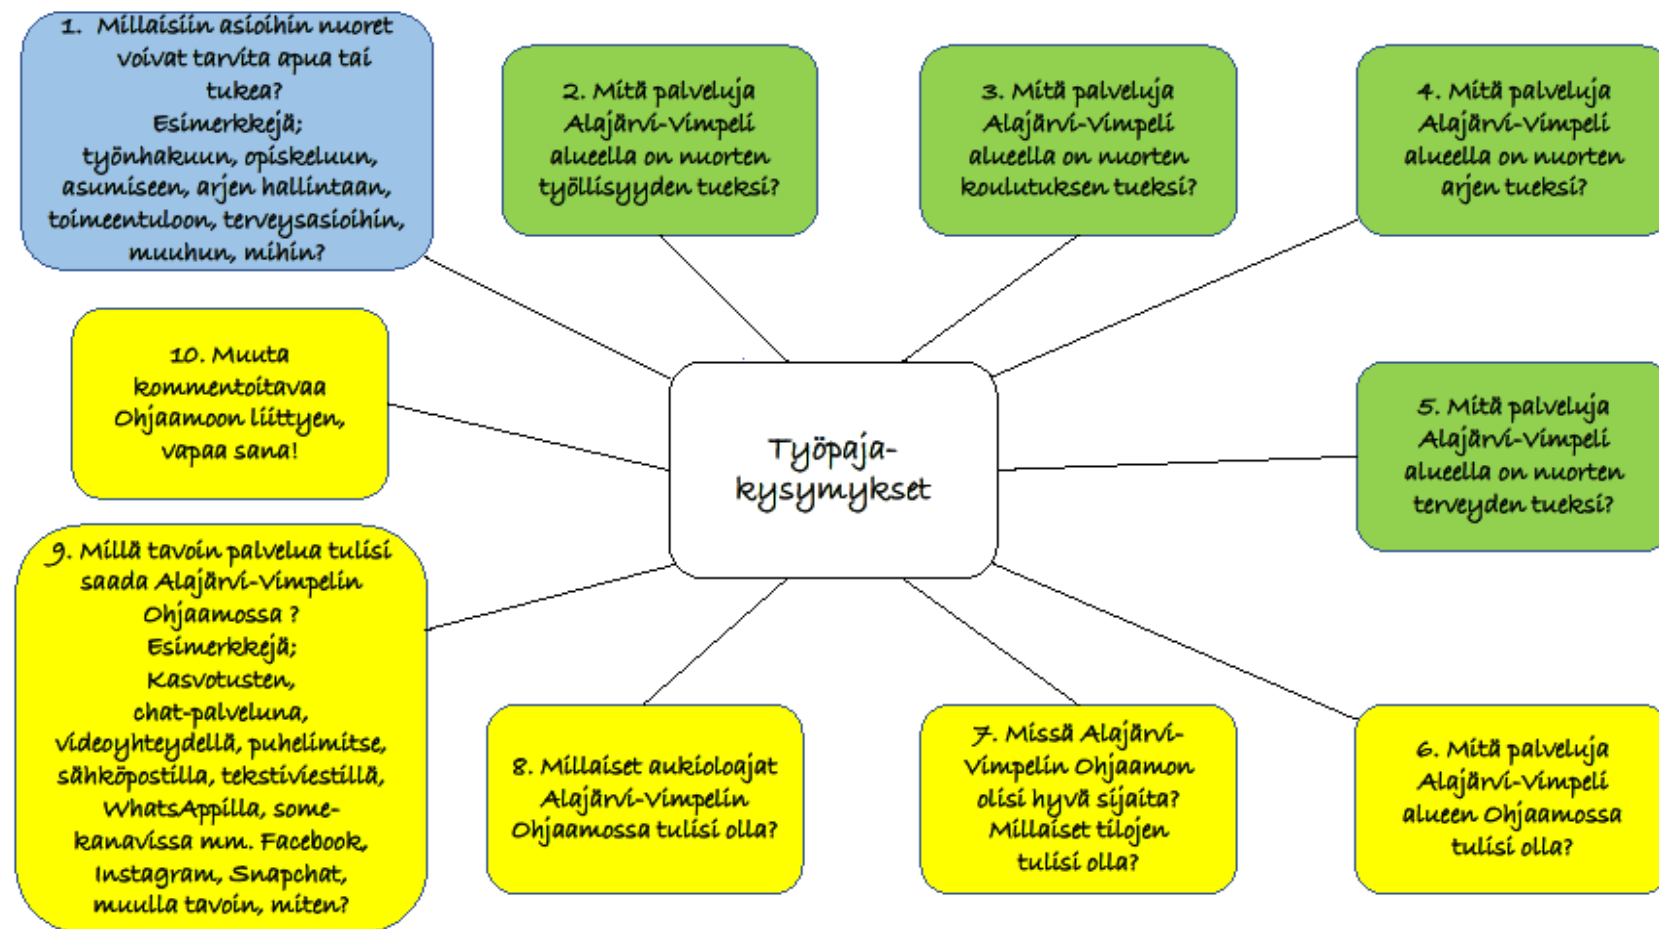 1. Millaisiin asioihin nuoret
voivat tarvita apua tai
tukea?
Esimerkkejä;
työnhakuun, opiskeluun,
asumiseen, arjen hallintaan,
toimeentuloon, terveysasioihin,
muuhun, mihin?
2. Mitä palveluja
Alajärvi-Vimpeli
alueella on nuorten
työllisyyden tueksi?
3. Mitä palveluja
Alajärvi-Vimpeli
alueella on nuorten
koulutuksen tueksi?
4. Mitä palveluja
Alajärvi-Vimpeli
alueella on nuorten
arjen tueksi?
10. Muuta
kommentoitavaa
Ohjaamoon liittyen,
vapaa sana!
Työpaja-
kysymykset
5. Mitä palveluja
Alajärvi-Vimpeli
alueella on nuorten
terveyden tueksi?
9. Millä tavoin palvelua tulisi
saada Alajärvi-Vimpelin
Ohjaamossa ?
Esimerkkejä;
Kasvotusten,
chat-palveluna,
videoyhteydellä, puhelimitse,
sähköpostilla, tekstiviestillä,
WhatsAppilla, some-
kanavissa mm. Facebook,
Instagram, Snapchat,
muulla tavoin, miten?
8. Millaiset aukioloajat
Alajärvi-Vimpelin
Ohjaamossa tulisi olla?
7. Missä Alajärvi-
Vimpelin Ohjaamon
olisi hyvä sijaita?
Millaiset tilojen
tulisi olla?
6. Mitä palveluja
Alajärvi-Vimpeli
alueen Ohjaamossa
tulisi olla?